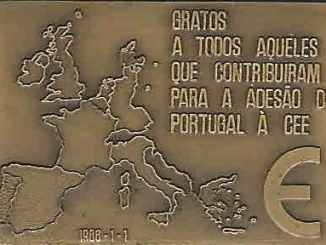 GRATOS
A TODOS AQUELES
QUE CONTRIBUIRAM
PARA A ADESÃO D
PORTUGAL À CEE
1986-1-1